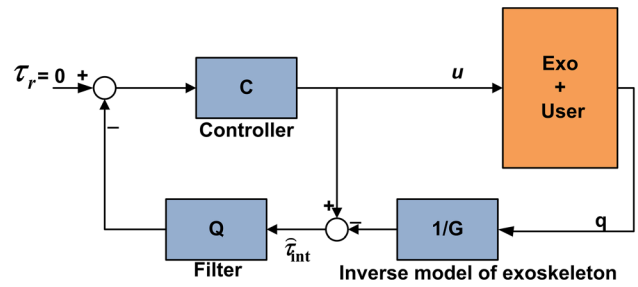 τr = 0
+
−
C
Controller
u
Exo
+
User
Q
Filter
τ̂int
+
−
1/G
q
Inverse model of exoskeleton